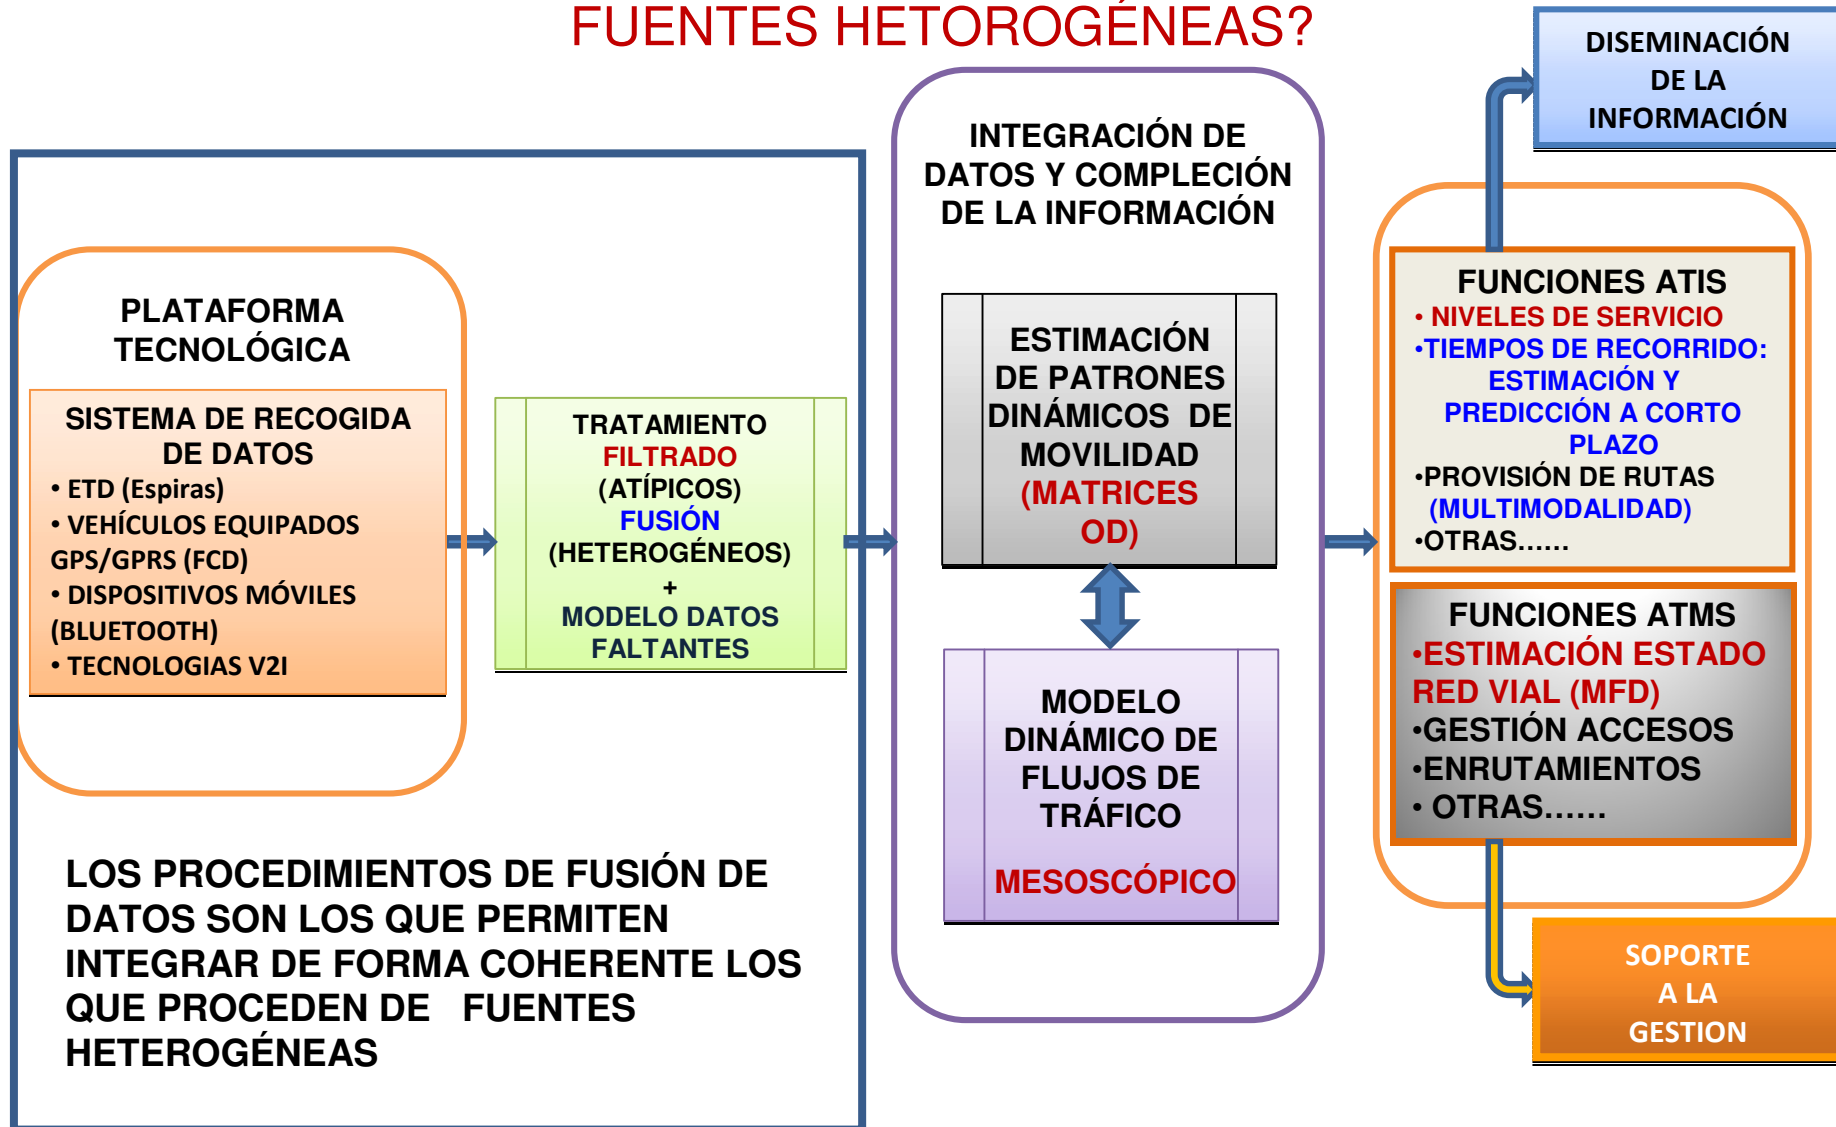 FUENTES HETOROGÉNEAS?
DISEMINACIÓN
DE LA
INFORMACIÓN
INTEGRACIÓN DE
DATOS Y COMPLECIÓN
DE LA INFORMACIÓN
PLATAFORMA
TECNOLÓGICA
SISTEMA DE RECOGIDA
DE DATOS
• ETD (Espiras)
• VEHÍCULOS EQUIPADOS
GPS/GPRS (FCD)
• DISPOSITIVOS MÓVILES
(BLUETOOTH)
• TECNOLOGIAS V2I
TRATAMIENTO
FILTRADO
(ATÍPICOS)
FUSIÓN
(HETEROGÉNEOS)
+
MODELO DATOS
FALTANTES
ESTIMACIÓN
DE PATRONES
DINÁMICOS DE
MOVILIDAD
(MATRICES
OD)
MODELO
DINÁMICO DE
FLUJOS DE
TRÁFICO
MESOSCÓPICO
FUNCIONES ATIS
• NIVELES DE SERVICIO
•TIEMPOS DE RECORRIDO:
ESTIMACIÓN Y
PREDICCIÓN A CORTO
PLAZO
•PROVISIÓN DE RUTAS
(MULTIMODALIDAD)
•OTRAS……
FUNCIONES ATMS
•ESTIMACIÓN ESTADO
RED VIAL (MFD)
•GESTIÓN ACCESOS
•ENRUTAMIENTOS
• OTRAS……
LOS PROCEDIMIENTOS DE FUSIÓN DE
DATOS SON LOS QUE PERMITEN
INTEGRAR DE FORMA COHERENTE LOS
QUE PROCEDEN DE FUENTES
HETEROGÉNEAS
SOPORTE
A LA
GESTION